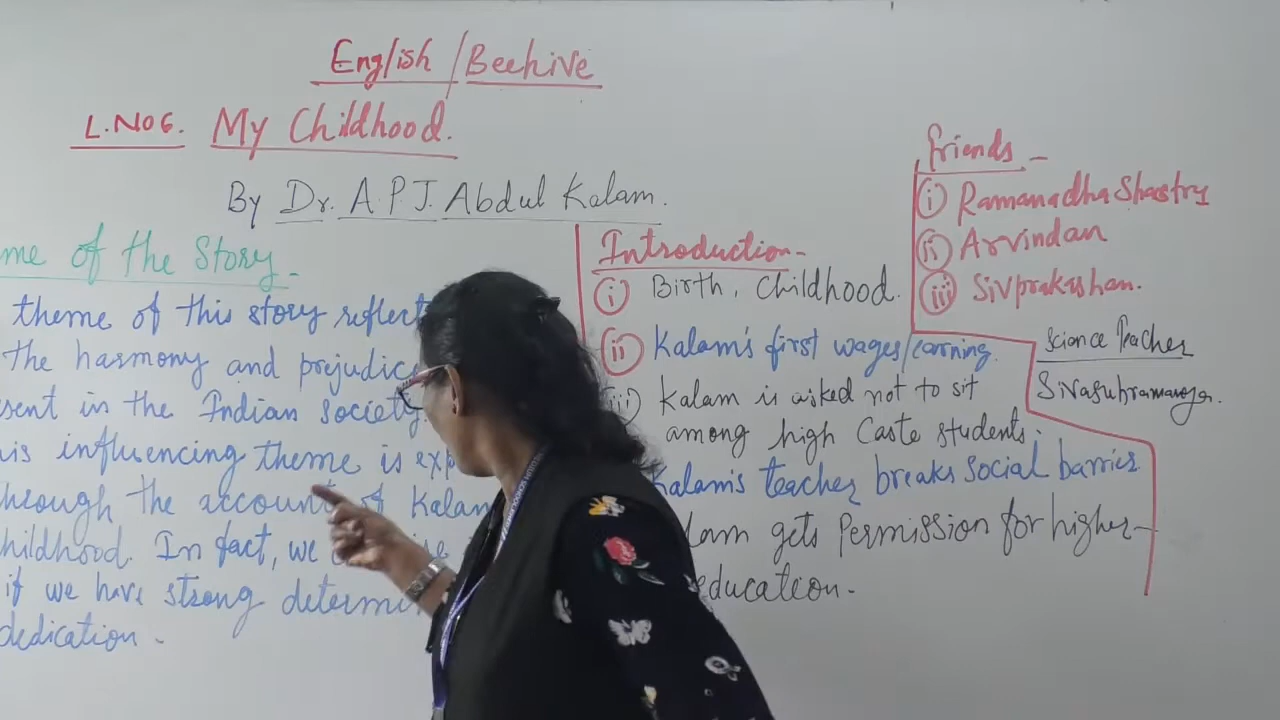 English / Beehive
L.No6. My Childhood.
By Dr. A.P.J. Abdul Kalam.
me of the Story -
theme of this story reflect
the harmony and prejudic
sent in the Indian society
is influencing theme is exp
hrough the account of Kalam
hildhood. In fact, we
if we have strong determi
dedication -
Introduction -
(i) Birth, Childhood.
(ii) Kalam's first wages/earning.
Kalam is asked not to sit
among high Caste students.
Kalam's teacher breaks social barrier
lam gets Permission for higher-
education.
friends -
(i) Ramanadha Shastry
(ii) Arvindan
(iii) Sivprakashan.
Science Teacher